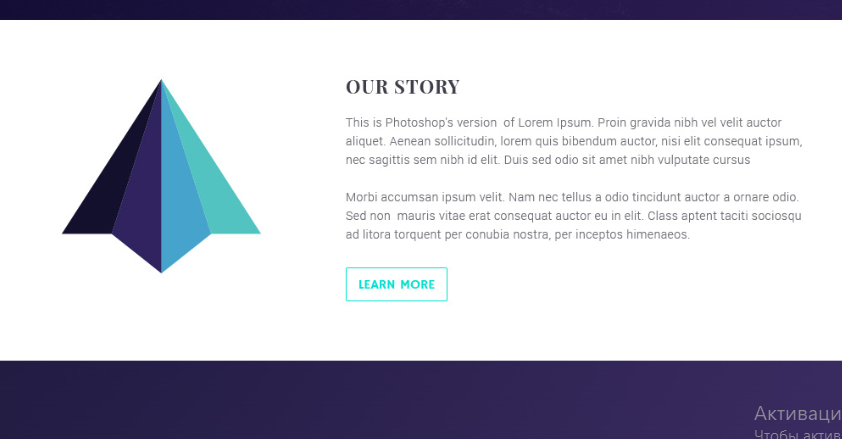 OUR STORY
This is Photoshop's version of Lorem Ipsum. Proin gravida nibh vel velit auctor
aliquet. Aenean sollicitudin, lorem quis bibendum auctor, nisi elit consequat ipsum,
nec sagittis sem nibh id elit. Duis sed odio sit amet nibh vulputate cursus
Morbi accumsan ipsum velit. Nam nec tellus a odio tincidunt auctor a ornare odio.
Sed non mauris vitae erat consequat auctor eu in elit. Class aptent taciti sociosqu
ad litora torquent per conubia nostra, per inceptos himenaeos.
LEARN MORE
Активаци
Чтобы актив